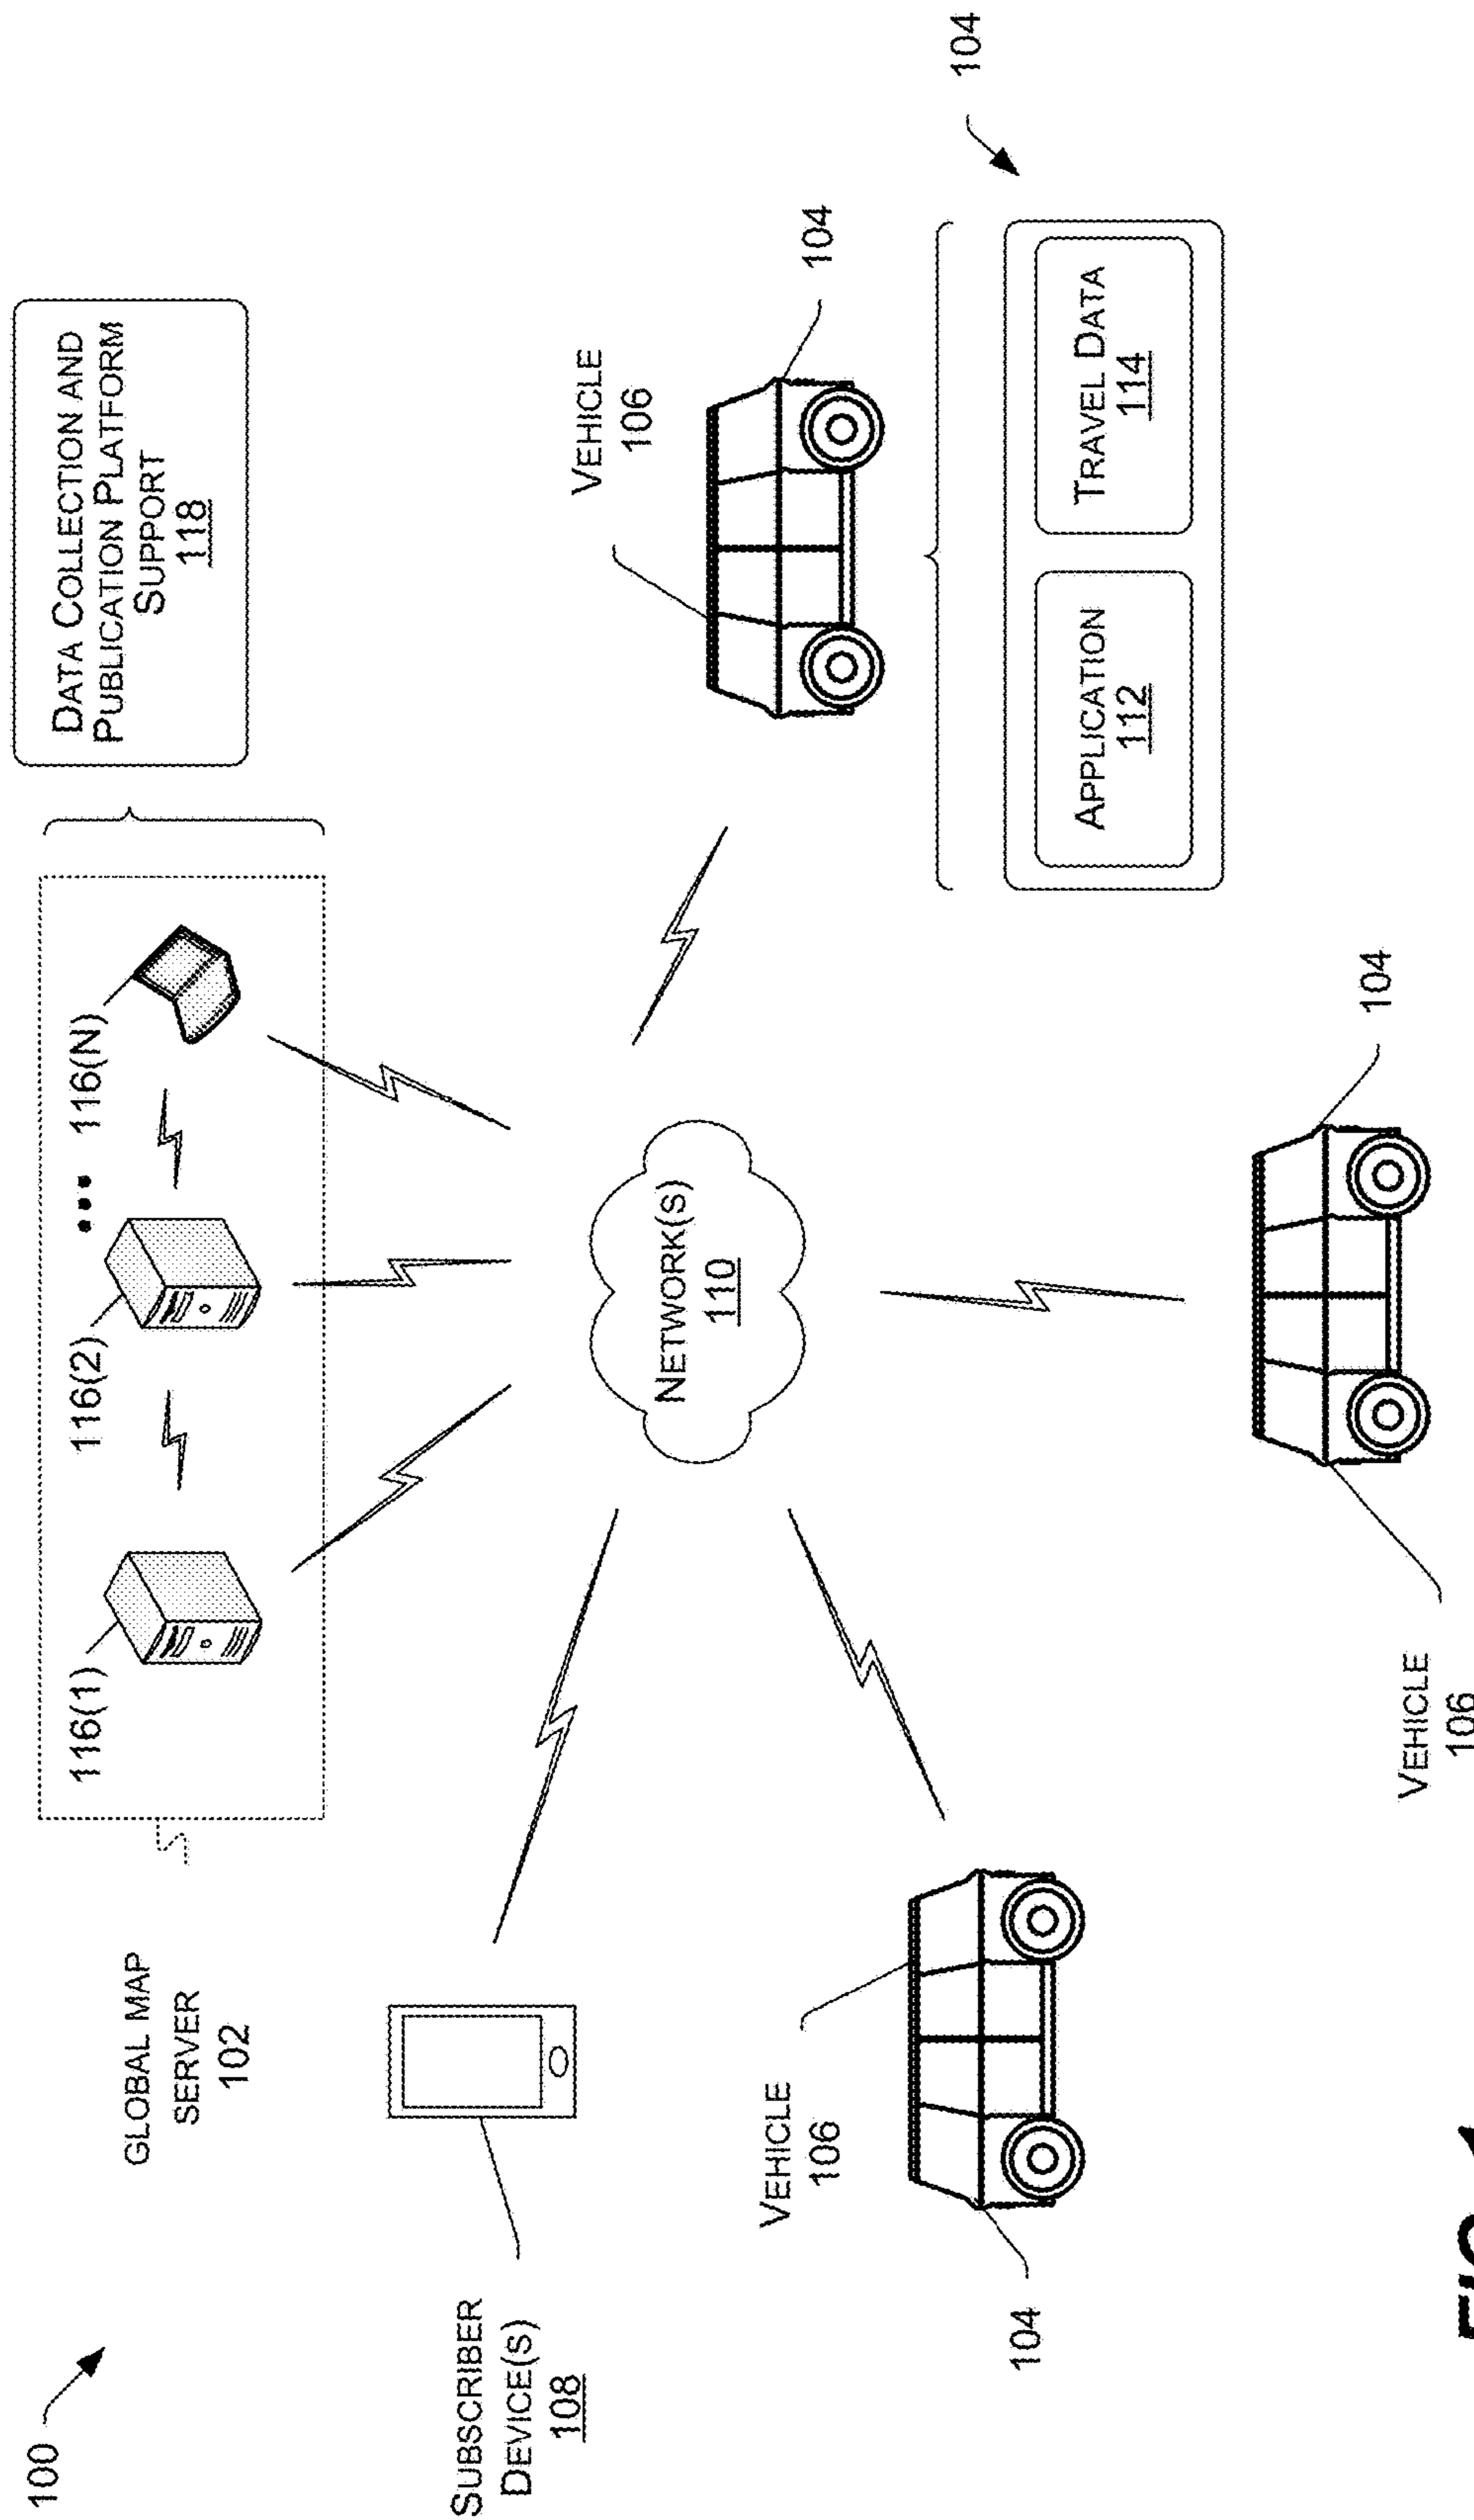 100
GLOBAL MAP
SERVER
102
116(1)
116(2)
•••
116(N)
DATA COLLECTION AND
PUBLICATION PLATFORM
SUPPORT
118
SUBSCRIBER
DEVICE(S)
108
NETWORK(S)
110
VEHICLE
106
104
VEHICLE
106
104
VEHICLE
106
104
104
APPLICATION
112
TRAVEL DATA
114